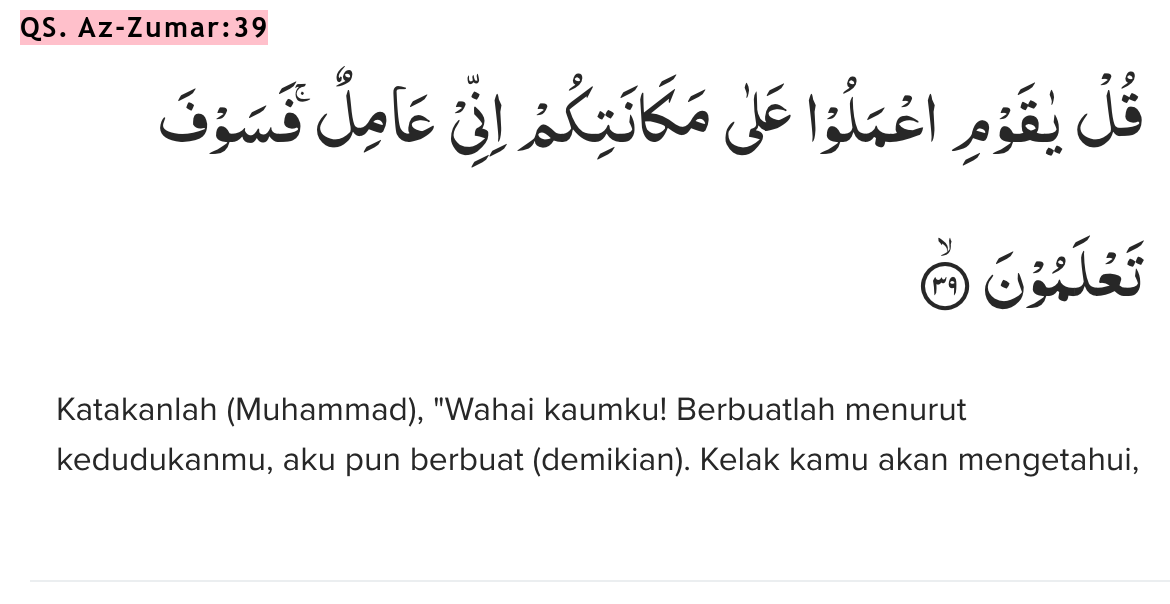 QS. Az-Zumar:39
قُلْ يٰقَوْمِ اعْمَلُوْا عَلٰى مَكَانَتِكُمْ اِنِّيْ عَامِلٌ ۚفَسَوْفَ
تَعْلَمُوْنَ ۙ ٣٩
Katakanlah (Muhammad), "Wahai kaumku! Berbuatlah menurut
kedudukanmu, aku pun berbuat (demikian). Kelak kamu akan mengetahui,